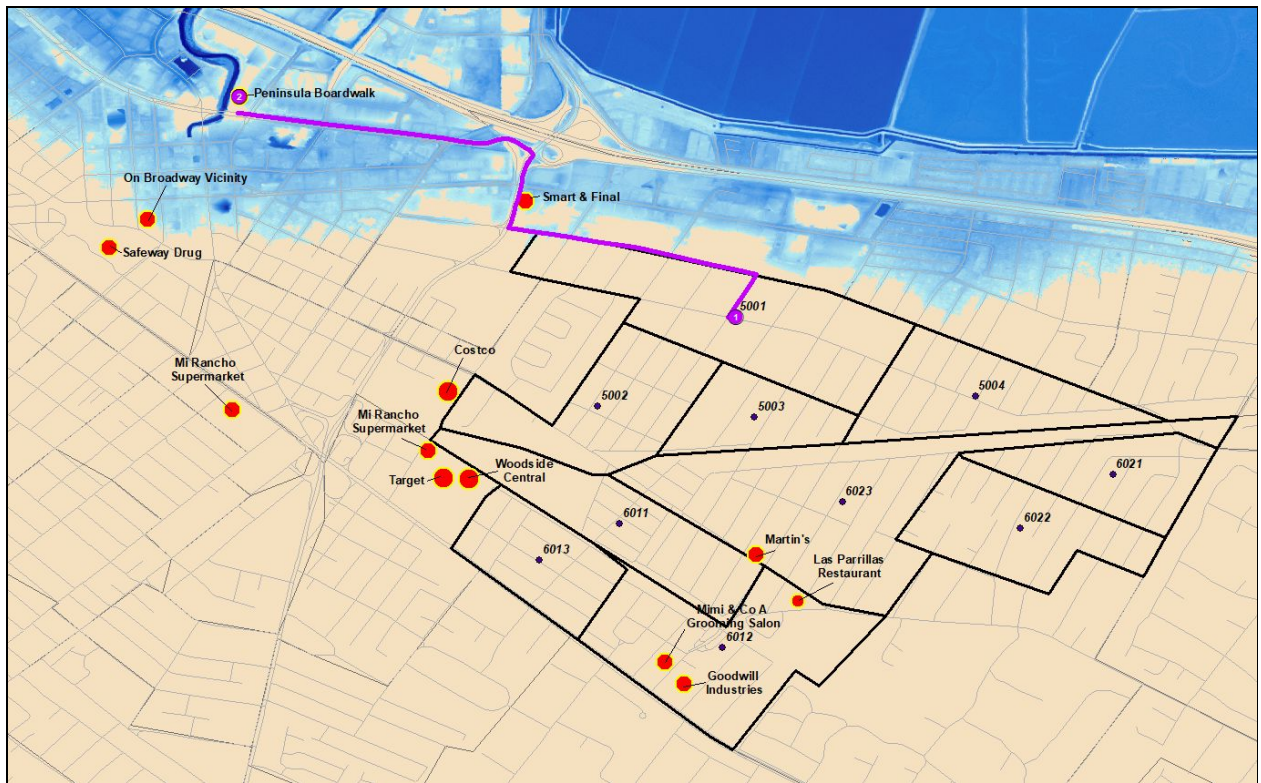 2
Peninsula Boardwalk
On Broadway Vicinity
Smart & Final
Safeway Drug
5001
1
Costco
Mi Rancho
Supermarket
5002
5003
5004
Mi Rancho
Supermarket
Target
Woodside
Central
6021
6023
6011
6022
6013
Martin's
Las Parrillas
Restaurant
Mimi & Co A
Grooming Salon
6012
Goodwill
Industries